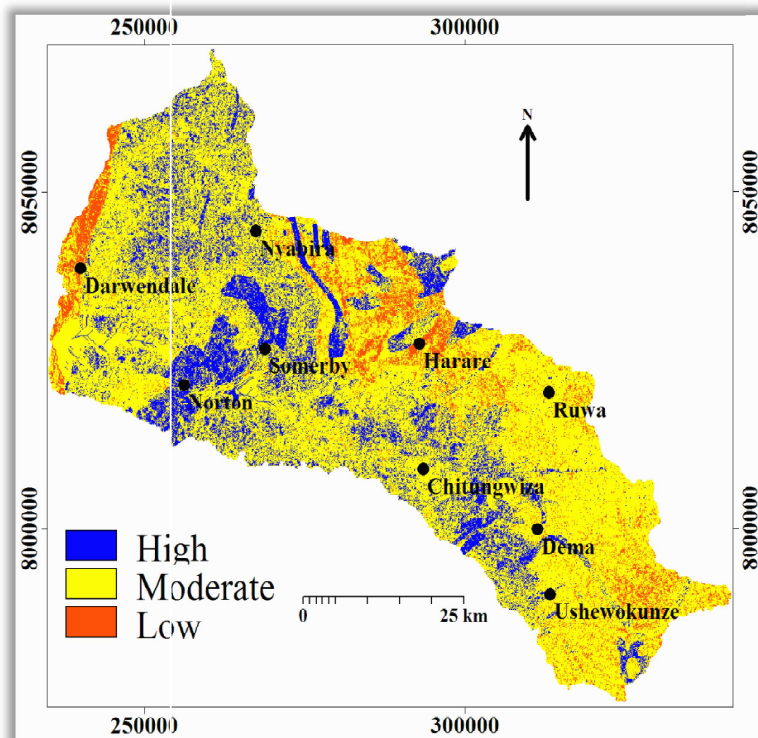 250000 300000
N
8050000 8050000
Nyabira
Darwendale
Harare
Somerby
Norton
Ruwa
Chitungwiza
8000000 8000000
High
Dema
Moderate
Ushewokunze
0 25 km
Low
250000 300000